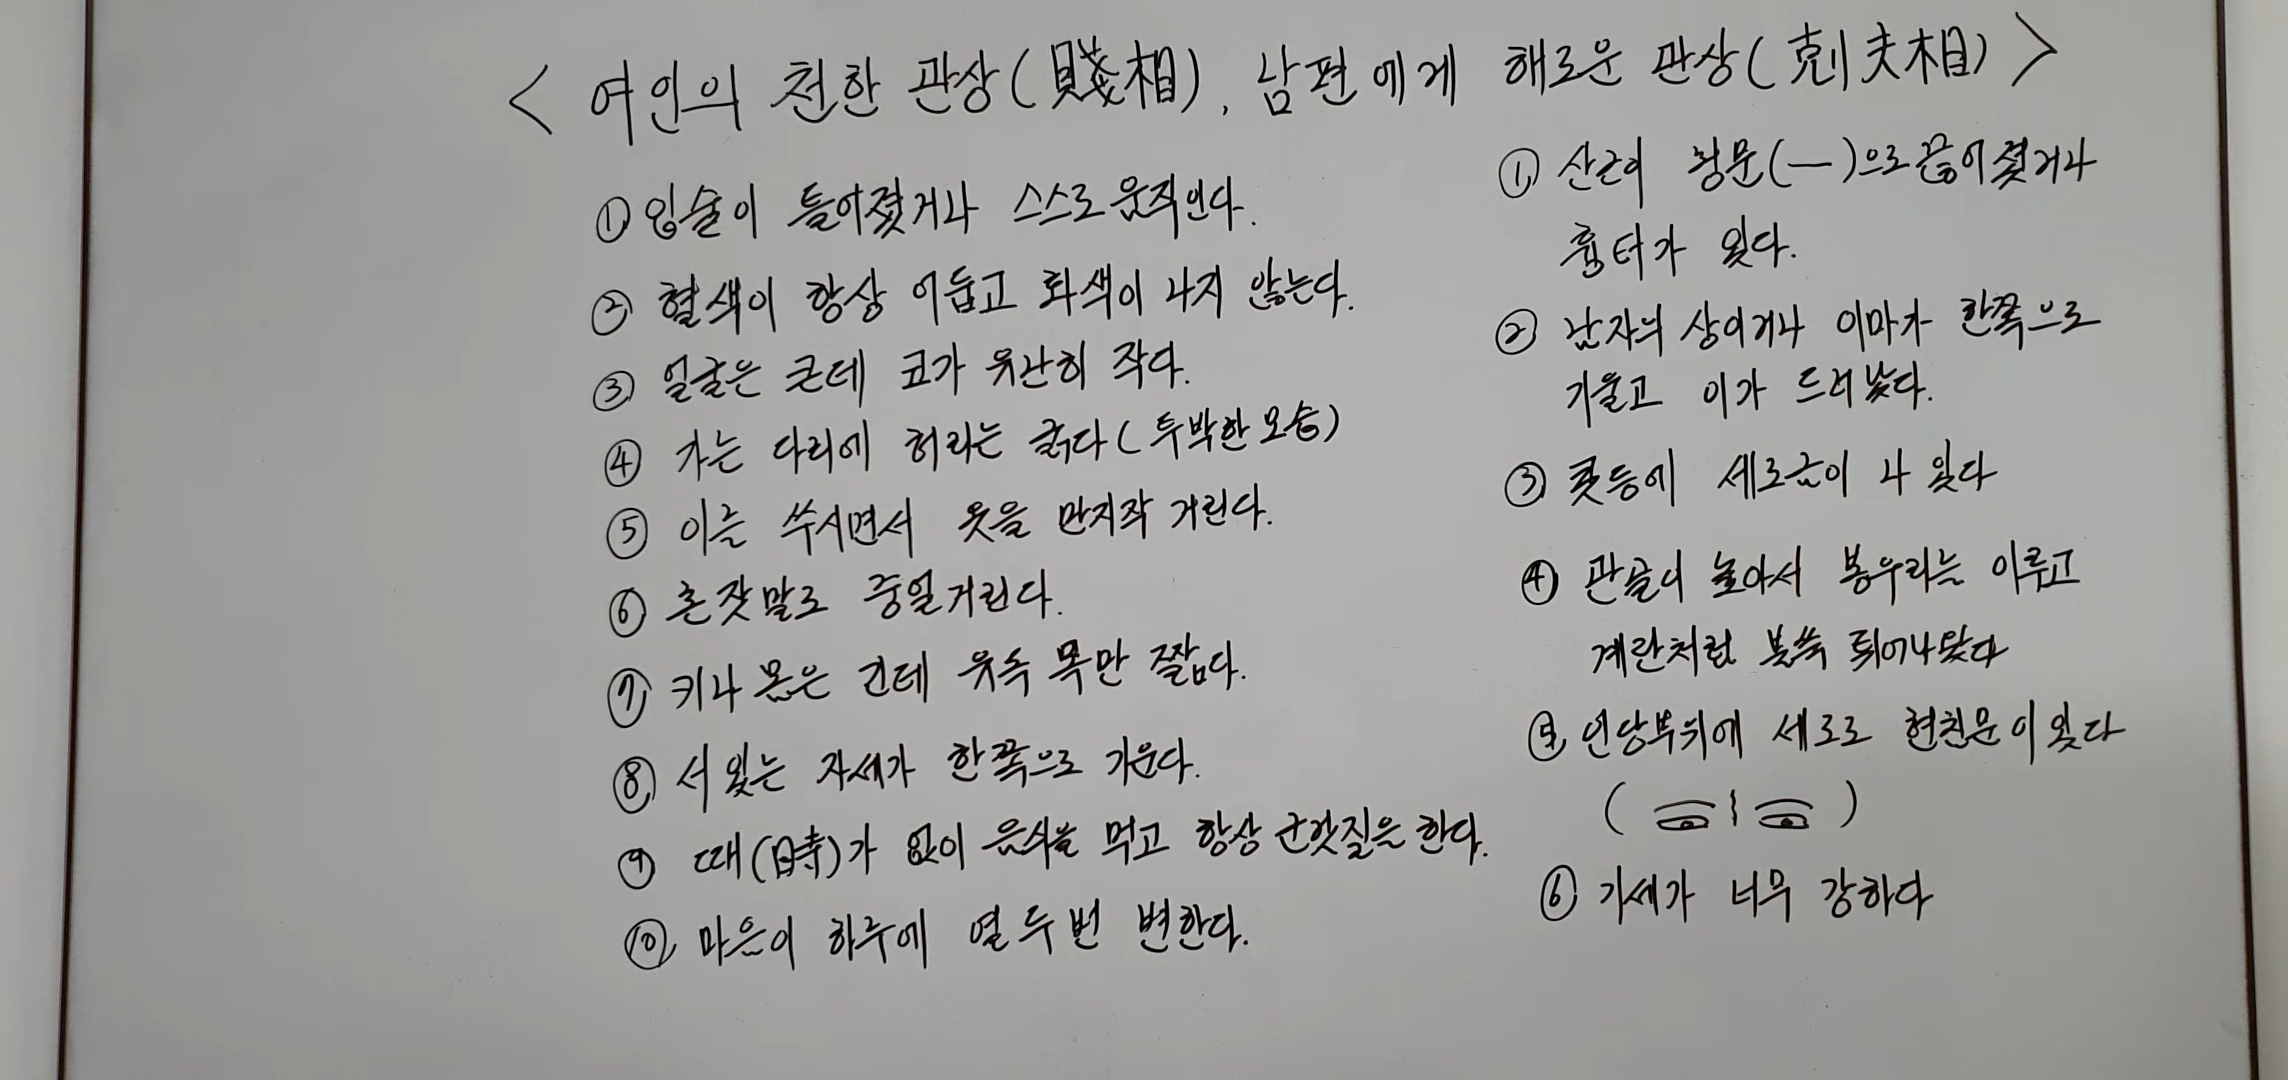 < 여인의 천한 관상(賤相), 남편에게 해로운 관상(剋夫相) >
① 입술이 틀어졌거나 스스로 움직인다.
② 혈색이 항상 어둡고 화색이 나지 않는다.
③ 얼굴은 큰데 코가 유난히 작다.
④ 가는 다리에 허리는 굵다(투박한 모습)
⑤ 이를 쑤시면서 옷을 만지작 거린다.
⑥ 혼잣말로 중얼거린다.
⑦ 키나 몸은 긴데 유독 목만 짧다.
⑧ 서 있는 자세가 한쪽으로 기운다.
⑨ 때(時)가 없이 음식을 먹고 항상 군것질을 한다.
⑩ 마음이 하루에 열두번 변한다.
① 산근이 횡문(一)으로 끊어졌거나
흉터가 있다.
② 남자의 상이거나 이마가 한쪽으로
기울고 이가 드러났다.
③ 콧등에 세로금이 나 있다
④ 관골이 높아서 봉우리를 이루고
계란처럼 불쑥 튀어나왔다
⑤ 인당부위에 세로로 현침문이 있다
⑥ 기세가 너무 강하다